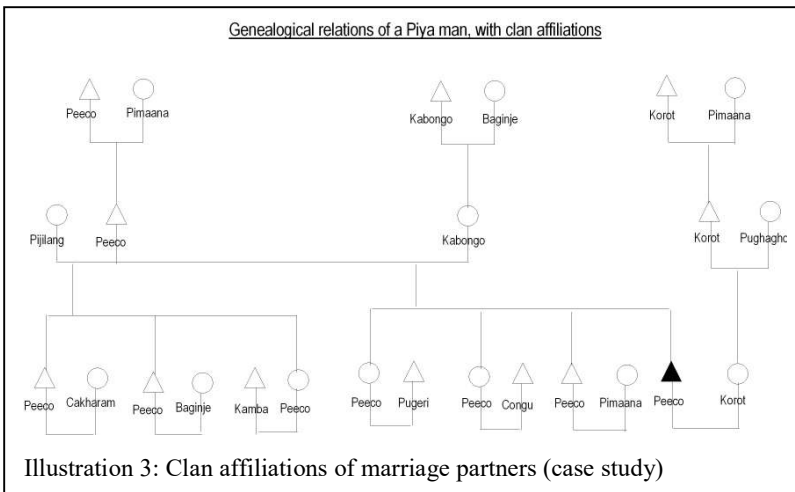 Genealogical relations of a Piya man, with clan affiliations
Peeco Pimaana Kabongo Baginje Korot Pimaana
Pijilang Peeco Kabongo Korot Pughagho
Peeco Cakharam Peeco Baginje Kamba Peeco Peeco Pugeri Peeco Congu Peeco Pimaana Peeco Korot
Illustration 3: Clan affiliations of marriage partners (case study)